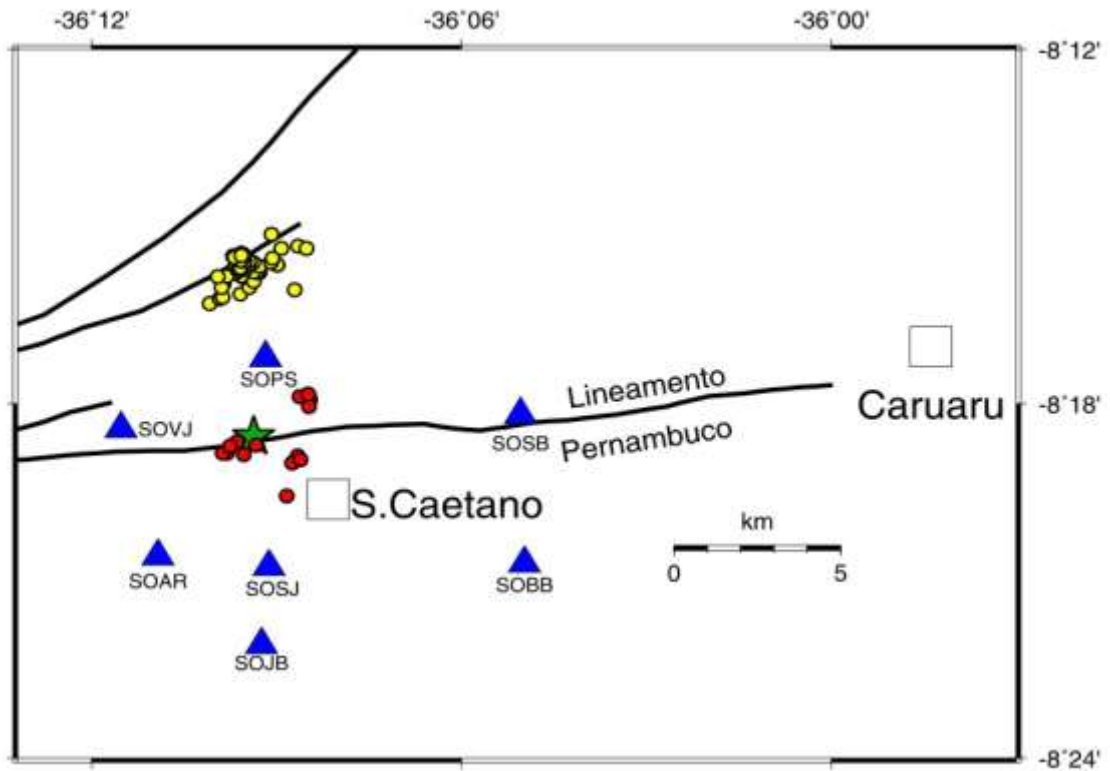 -36˚12' -36˚06' -36˚00'
-8˚12'
SOPS
Lineamento
Caruaru
-8˚18'
SOVJ
SOSB
Pernambuco
S.Caetano
km
0 5
SOAR
SOSJ
SOBB
SOJB
-8˚24'